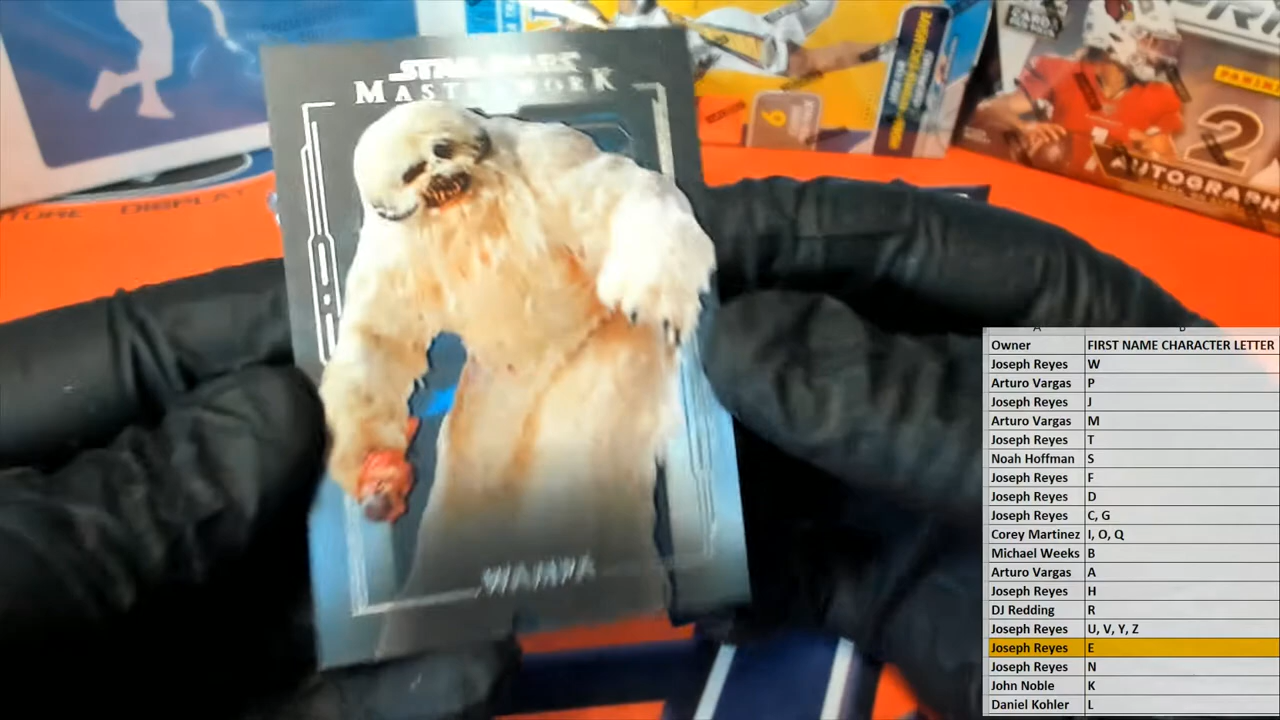 STAR WARS
MASTERWORK
WAMPA
6
PANINI
2
AUTOGRAPH
A B
Owner FIRST NAME CHARACTER LETTER
Joseph Reyes W
Arturo Vargas P
Joseph Reyes J
Arturo Vargas M
Joseph Reyes T
Noah Hoffman S
Joseph Reyes F
Joseph Reyes D
Joseph Reyes C, G
Corey Martinez I, O, Q
Michael Weeks B
Arturo Vargas A
Joseph Reyes H
DJ Redding R
Joseph Reyes U, V, Y, Z
Joseph Reyes E
Joseph Reyes N
John Noble K
Daniel Kohler L